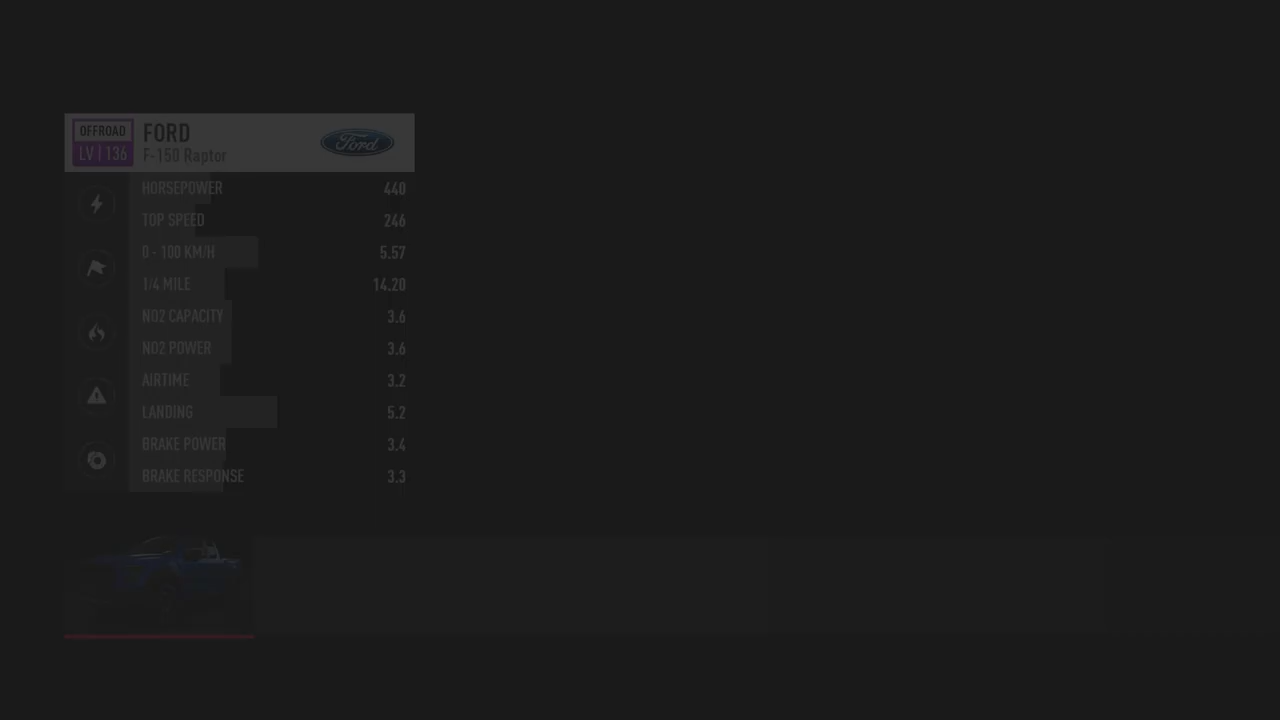 OFFROAD
LV | 136
FORD
F-150 Raptor
Ford
HORSEPOWER 440
TOP SPEED 246
0 - 100 KM/H 5.57
1/4 MILE 14.20
NO2 CAPACITY 3.6
NO2 POWER 3.6
AIRTIME 3.2
LANDING 5.2
BRAKE POWER 3.4
BRAKE RESPONSE 3.3